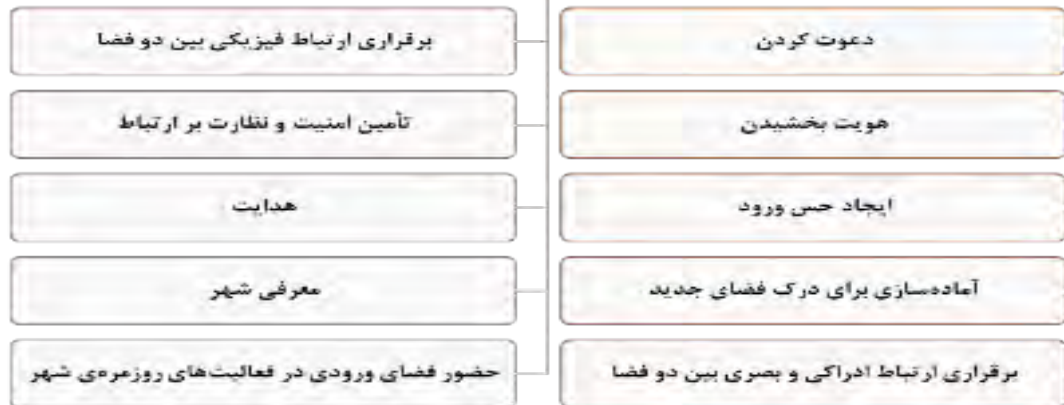 دعوت کردن
برقراری ارتباط فیزیکی بین دو فضا
هویت بخشیدن
تأمین امنیت و نظارت بر ارتباط
ایجاد حس ورود
هدایت
آماده‌سازی برای درک فضای جدید
معرفی شهر
برقراری ارتباط ادراکی و بصری بین دو فضا
حضور فضای ورودی در فعالیت‌های روزمره‌ی شهر